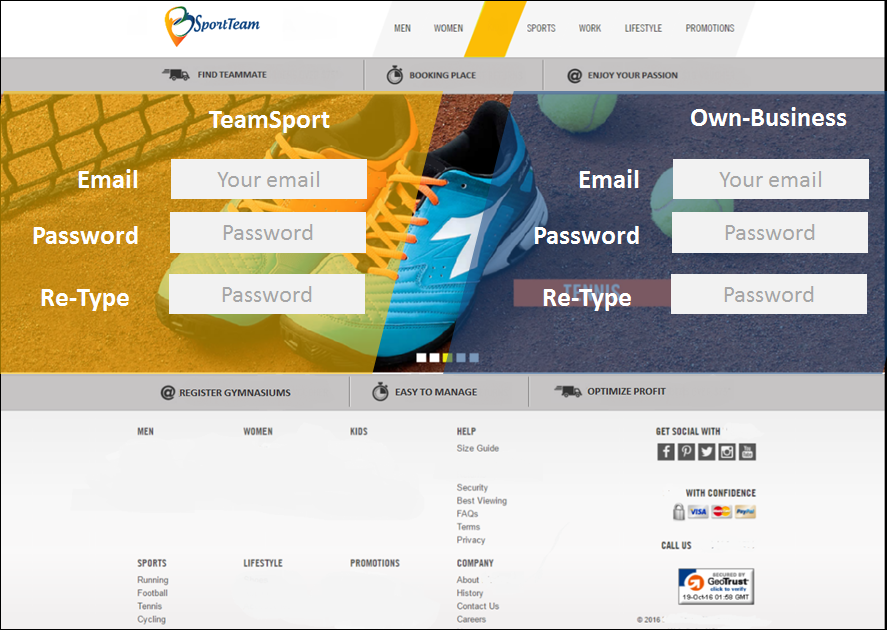 SportTeam
MEN WOMEN SPORTS WORK LIFESTYLE PROMOTIONS
FIND TEAMMATE BOOKING PLACE @ ENJOY YOUR PASSION
TeamSport
Email Your email
Password Password
Re-Type Password
Own-Business
Email Your email
Password Password
TENNIS
Re-Type Password
@ REGISTER GYMNASIUMS EASY TO MANAGE OPTIMIZE PROFIT
MEN WOMEN KIDS HELP
Size Guide
Security
Best Viewing
FAQs
Terms
Privacy
GET SOCIAL WITH
You Tube
WITH CONFIDENCE
VISA MasterCard PayPal
CALL US
SPORTS LIFESTYLE PROMOTIONS COMPANY
Running
Football
Tennis
Cycling
About
History
Contact Us
Careers
SECURED BY
GeoTrust
click to verify
19-Oct-16 01:58 GMT
© 2016